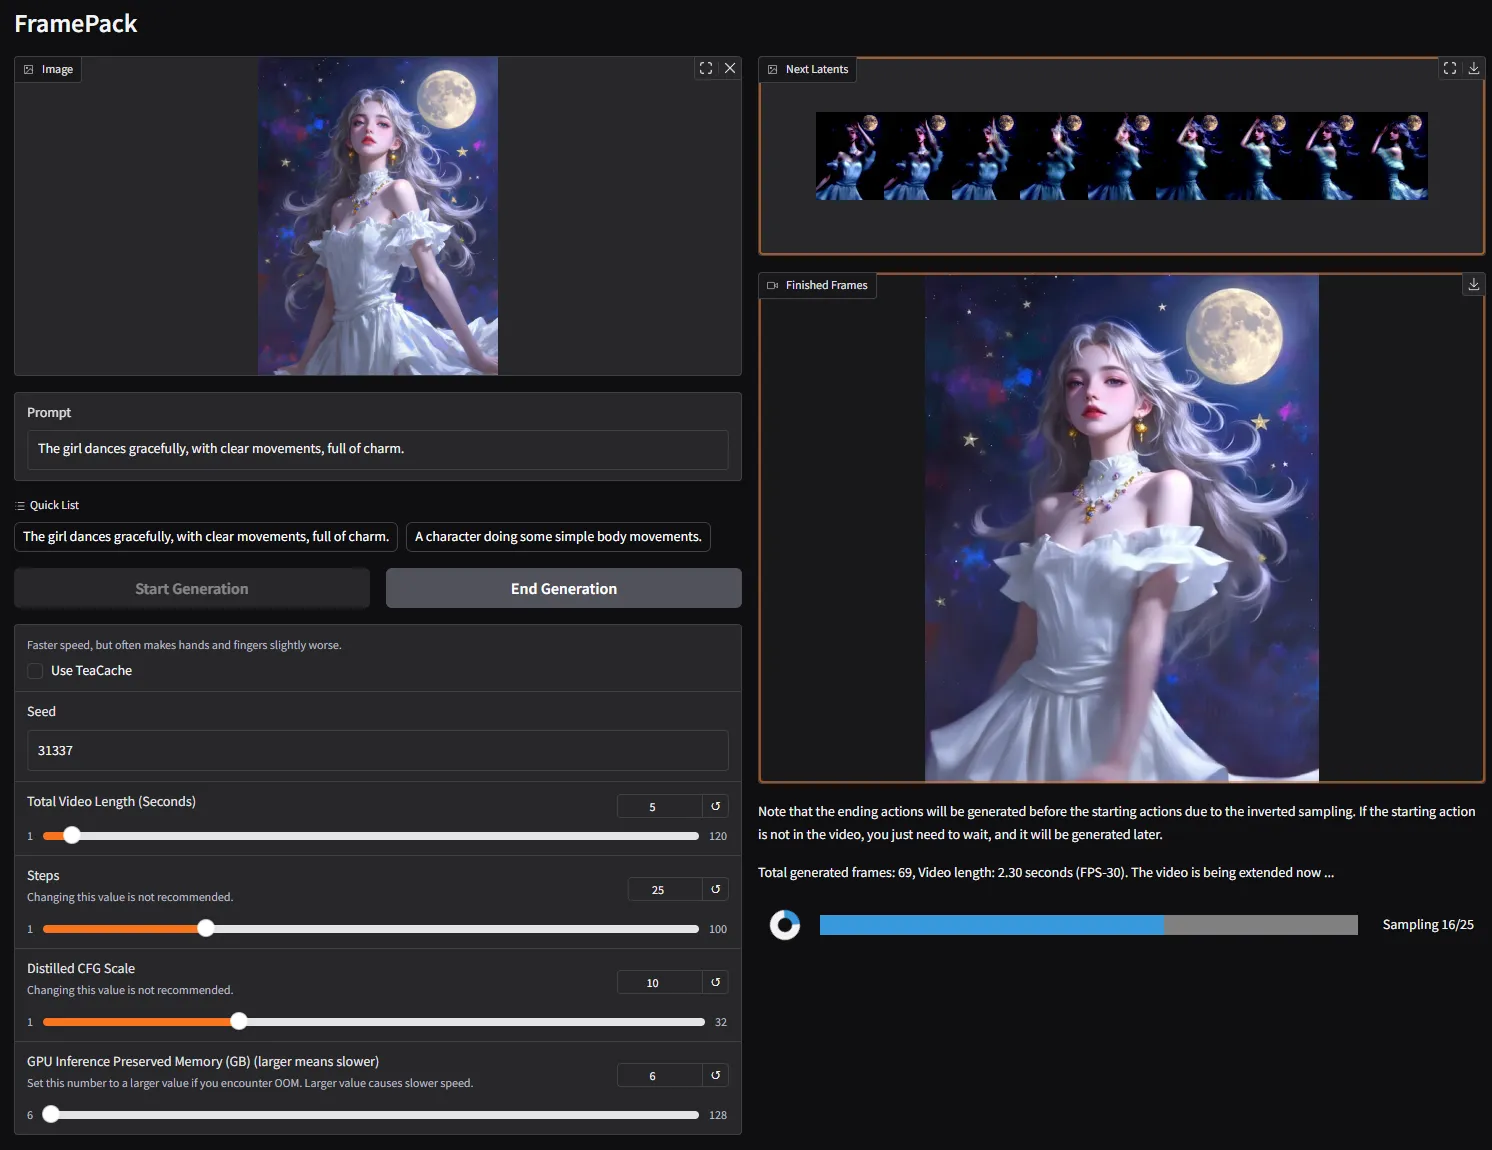 FramePack
Image
Prompt
The girl dances gracefully, with clear movements, full of charm.
Quick List
The girl dances gracefully, with clear movements, full of charm.
A character doing some simple body movements.
Start Generation
End Generation
Faster speed, but often makes hands and fingers slightly worse.
Use TeaCache
Seed
31337
Total Video Length (Seconds)
5
1
120
Steps
Changing this value is not recommended.
25
1
100
Distilled CFG Scale
Changing this value is not recommended.
10
1
32
GPU Inference Preserved Memory (GB) (larger means slower)
Set this number to a larger value if you encounter OOM. Larger value causes slower speed.
6
6
128
Next Latents
Finished Frames
Note that the ending actions will be generated before the starting actions due to the inverted sampling. If the starting action
is not in the video, you just need to wait, and it will be generated later.
Total generated frames: 69, Video length: 2.30 seconds (FPS-30). The video is being extended now ...
Sampling 16/25